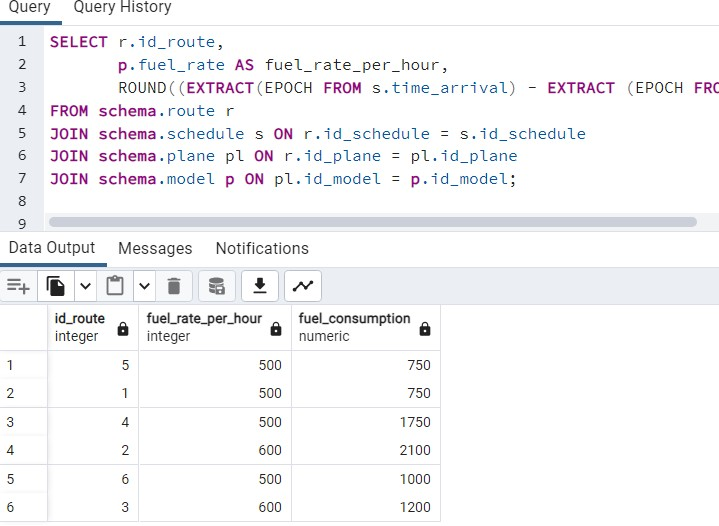 Query Query History
1 SELECT r.id_route,
2 p.fuel_rate AS fuel_rate_per_hour,
3 ROUND((EXTRACT(EPOCH FROM s.time_arrival) - EXTRACT (EPOCH FRO
4 FROM schema.route r
5 JOIN schema.schedule s ON r.id_schedule = s.id_schedule
6 JOIN schema.plane pl ON r.id_plane = pl.id_plane
7 JOIN schema.model p ON pl.id_model = p.id_model;
8
9
Data Output Messages Notifications
id_route fuel_rate_per_hour fuel_consumption
integer integer numeric
1 5 500 750
2 1 500 750
3 4 500 1750
4 2 600 2100
5 6 500 1000
6 3 600 1200